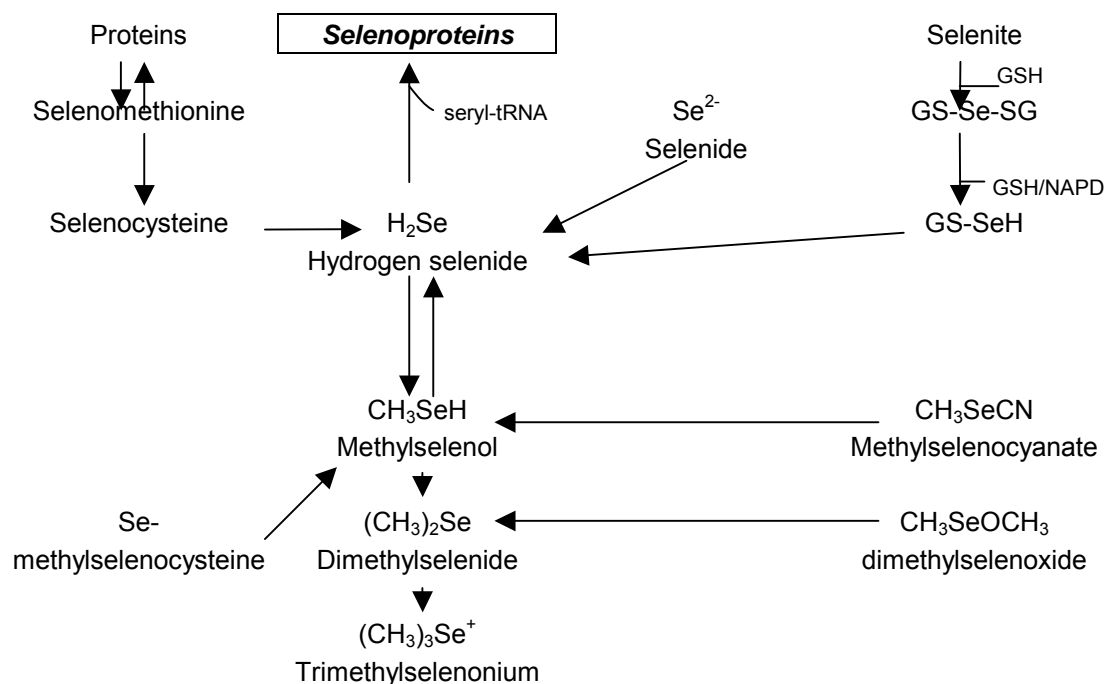 Proteins
Selenoproteins
Selenite
GSH
Selenomethionine
seryl-tRNA
Se²⁻
Selenide
GS-Se-SG
GSH/NAPD
Selenocysteine
H₂Se
Hydrogen selenide
GS-SeH
CH₃SeH
Methylselenol
CH₃SeCN
Methylselenocyanate
Se-
methylselenocysteine
(CH₃)₂Se
Dimethylselenide
CH₃SeOCH₃
dimethylselenoxide
(CH₃)₃Se⁺
Trimethylselenonium